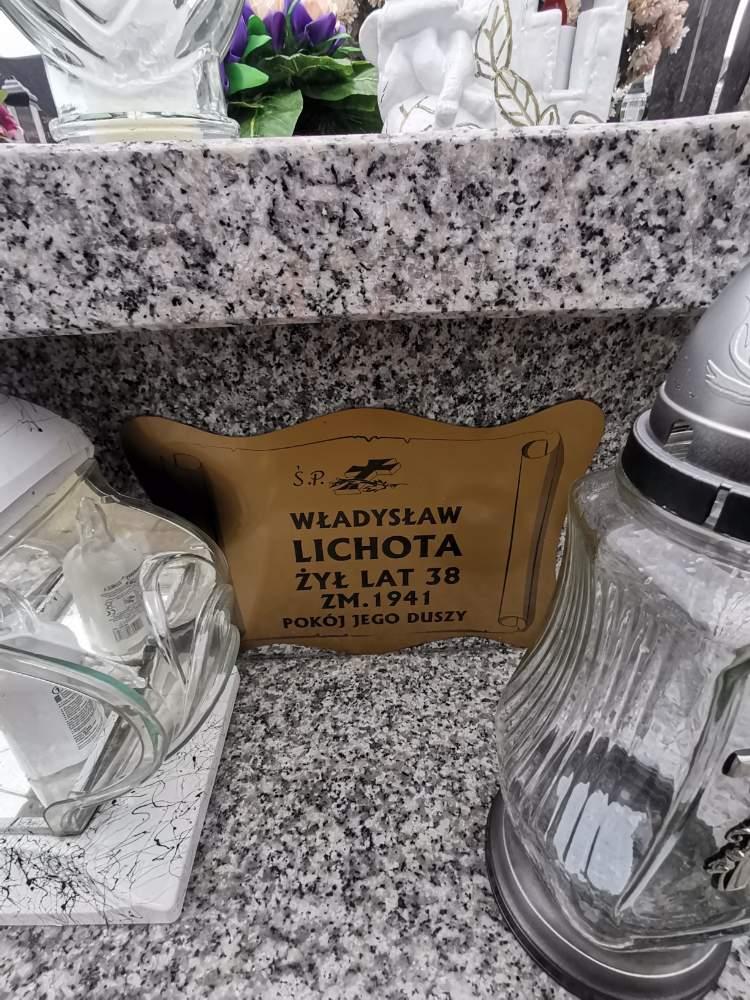 Ś.P.
WŁADYSŁAW
LICHOTA
ŻYŁ LAT 38
ZM.1941
POKÓJ JEGO DUSZY